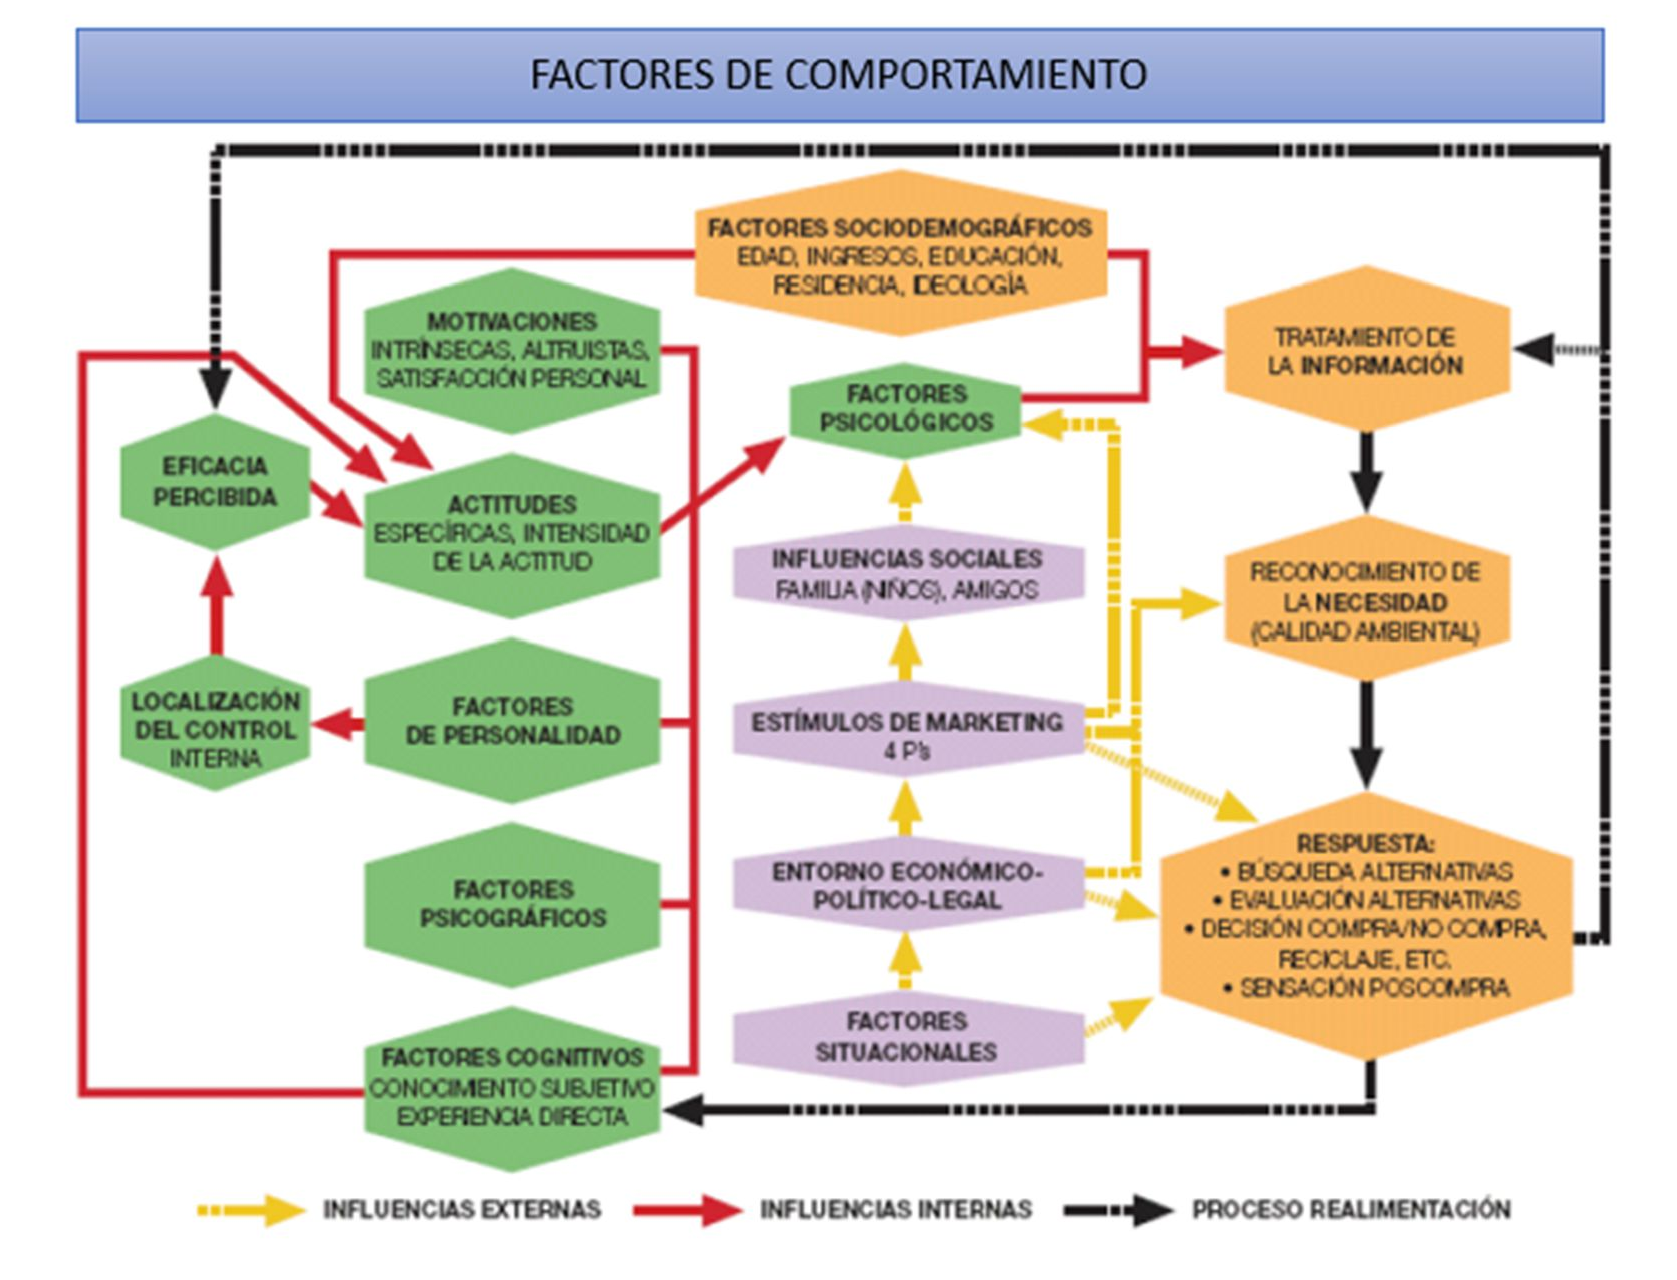 FACTORES DE COMPORTAMIENTO
FACTORES SOCIODEMOGRÁFICOS
EDAD, INGRESOS, EDUCACIÓN,
RESIDENCIA, IDEOLOGÍA
MOTIVACIONES
INTRÍNSECAS, ALTRUISTAS,
SATISFACCIÓN PERSONAL
TRATAMIENTO DE
LA INFORMACIÓN
FACTORES
PSICOLÓGICOS
EFICACIA
PERCIBIDA
ACTITUDES
ESPECÍFICAS, INTENSIDAD
DE LA ACTITUD
INFLUENCIAS SOCIALES
FAMILIA (NIÑOS), AMIGOS
RECONOCIMIENTO DE
LA NECESIDAD
(CALIDAD AMBIENTAL)
LOCALIZACIÓN
DEL CONTROL
INTERNA
FACTORES
DE PERSONALIDAD
ESTÍMULOS DE MARKETING
4 P's
FACTORES
PSICOGRÁFICOS
ENTORNO ECONÓMICO-
POLÍTICO-LEGAL
RESPUESTA:
• BÚSQUEDA ALTERNATIVAS
• EVALUACIÓN ALTERNATIVAS
• DECISIÓN COMPRA/NO COMPRA,
RECICLAJE, ETC.
• SENSACIÓN POSCOMPRA
FACTORES
SITUACIONALES
FACTORES COGNITIVOS
CONOCIMIENTO SUBJETIVO
EXPERIENCIA DIRECTA
INFLUENCIAS EXTERNAS
INFLUENCIAS INTERNAS
PROCESO REALIMENTACIÓN